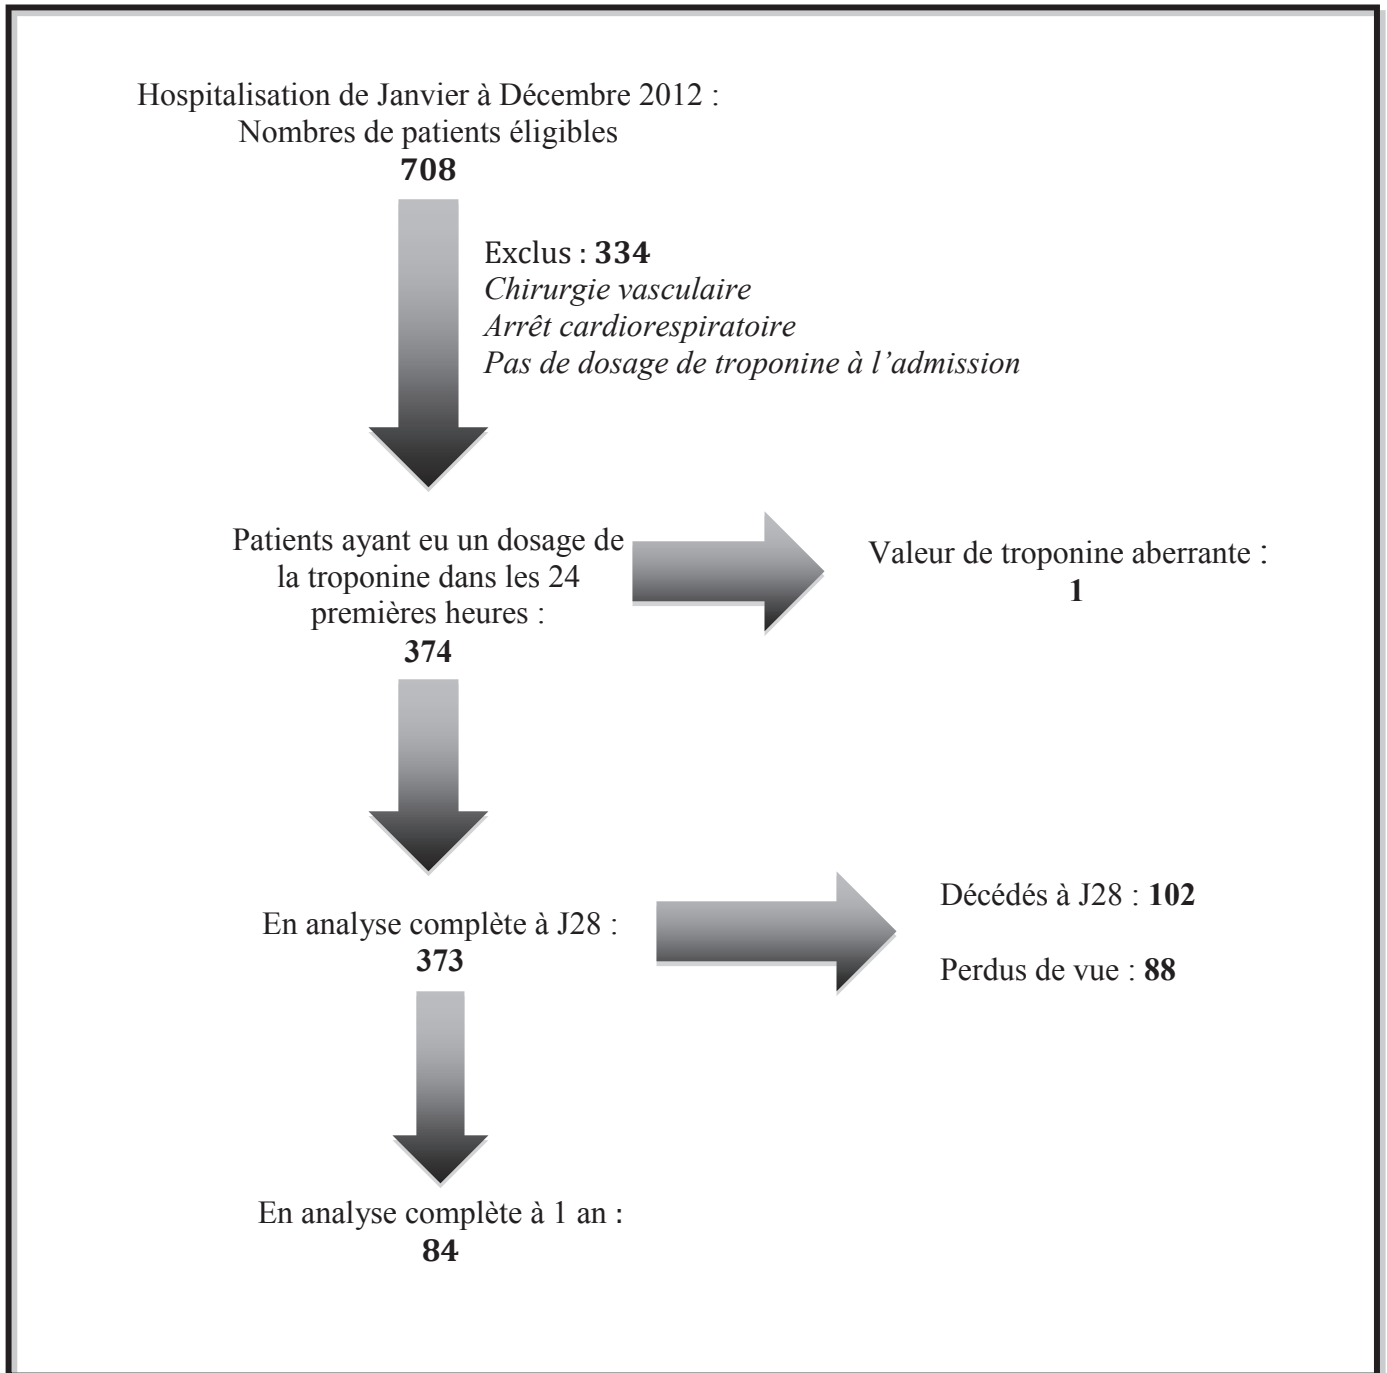 Hospitalisation de Janvier à Décembre 2012 :
Nombres de patients éligibles
708
Exclus : 334
Chirurgie vasculaire
Arrêt cardiorespiratoire
Pas de dosage de troponine à l’admission
Patients ayant eu un dosage de
la troponine dans les 24
premières heures :
374
Valeur de troponine aberrante :
1
En analyse complète à J28 :
373
Décédés à J28 : 102
Perdus de vue : 88
En analyse complète à 1 an :
84